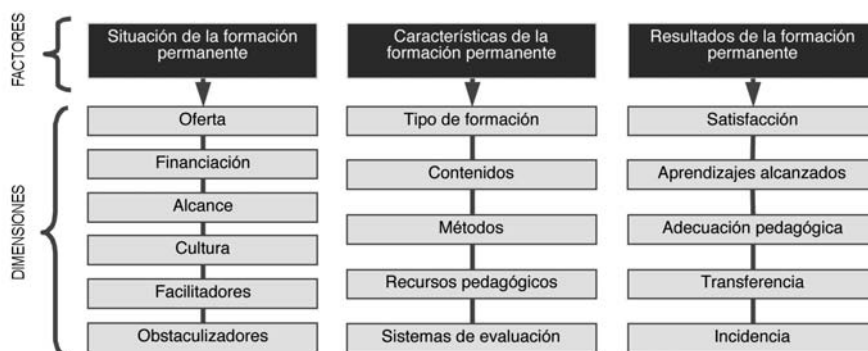 FACTORES
Situación de la formación
permanente
Características de la
formación permanente
Resultados de la formación
permanente
DIMENSIONES
Oferta
Financiación
Alcance
Cultura
Facilitadores
Obstaculizadores
Tipo de formación
Contenidos
Métodos
Recursos pedagógicos
Sistemas de evaluación
Satisfacción
Aprendizajes alcanzados
Adecuación pedagógica
Transferencia
Incidencia